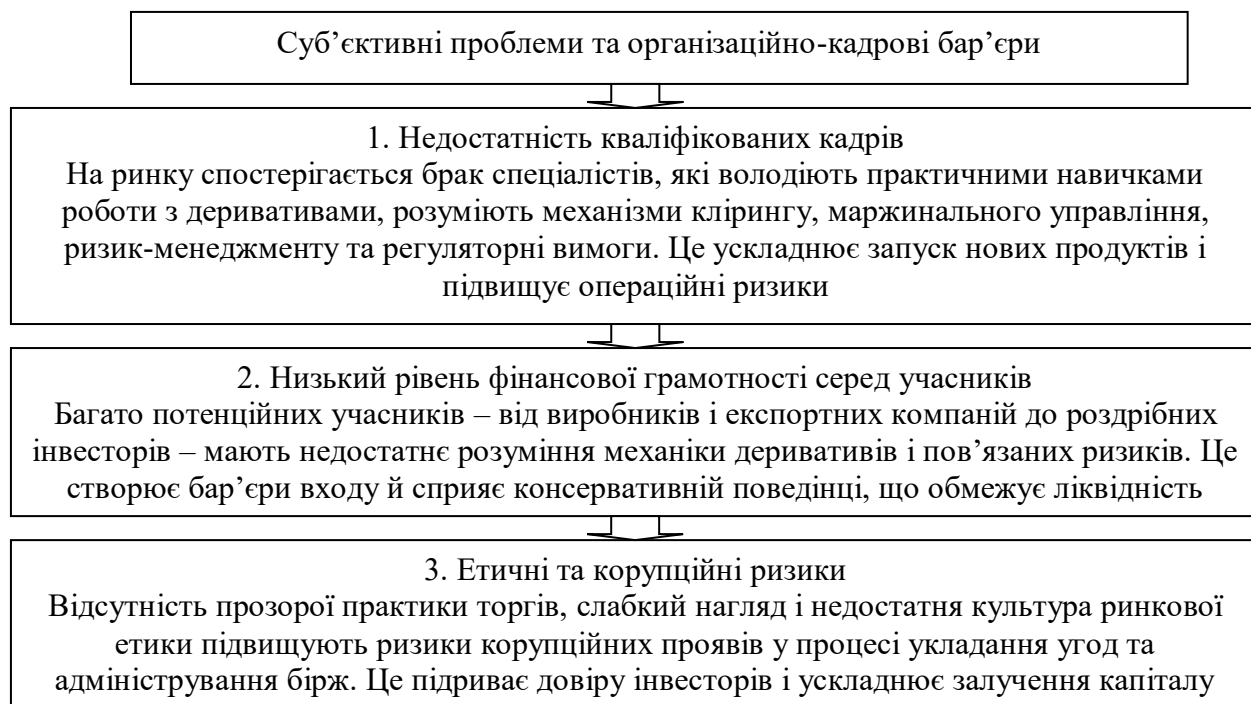 Суб’єктивні проблеми та організаційно-кадрові бар’єри
1. Недостатність кваліфікованих кадрів
На ринку спостерігається брак спеціалістів, які володіють практичними навичками
роботи з деривативами, розуміють механізми клірингу, маржинального управління,
ризик-менеджменту та регуляторні вимоги. Це ускладнює запуск нових продуктів і
підвищує операційні ризики
2. Низький рівень фінансової грамотності серед учасників
Багато потенційних учасників – від виробників і експортних компаній до роздрібних
інвесторів – мають недостатнє розуміння механіки деривативів і пов’язаних ризиків. Це
створює бар’єри входу й сприяє консервативній поведінці, що обмежує ліквідність
3. Етичні та корупційні ризики
Відсутність прозорої практики торгів, слабкий нагляд і недостатня культура ринкової
етики підвищують ризики корупційних проявів у процесі укладання угод та
адміністрування бірж. Це підриває довіру інвесторів і ускладнює залучення капіталу